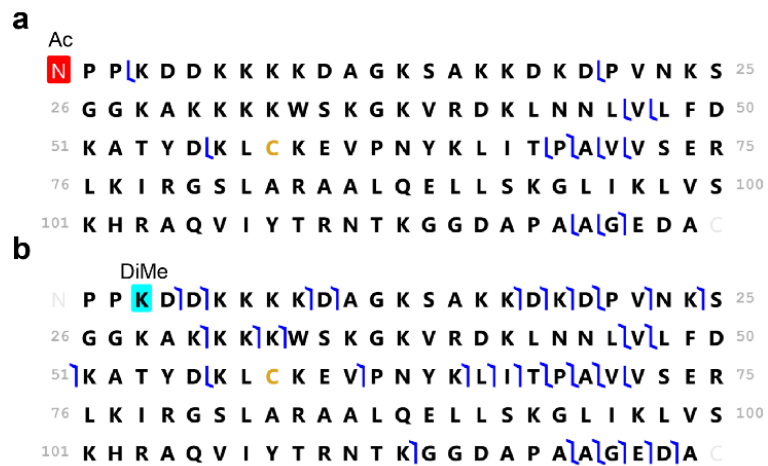 a
Ac
N P P K D D K K K K D A G K S A K K D K D P V N K S 25
26 G G K A K K K K W S K G K V R D K L N N L V L F D 50
51 K A T Y D K L C K E V P N Y K L I T P A V V S E R 75
76 L K I R G S L A R A A L Q E L L S K G L I K L V S 100
101 K H R A Q V I Y T R N T K G G D A P A A G E D A C
b
DiMe
N P P K D D K K K K D A G K S A K K D K D P V N K S 25
26 G G K A K K K K W S K G K V R D K L N N L V L F D 50
51 K A T Y D K L C K E V P N Y K L I T P A V V S E R 75
76 L K I R G S L A R A A L Q E L L S K G L I K L V S 100
101 K H R A Q V I Y T R N T K G G D A P A A G E D A C